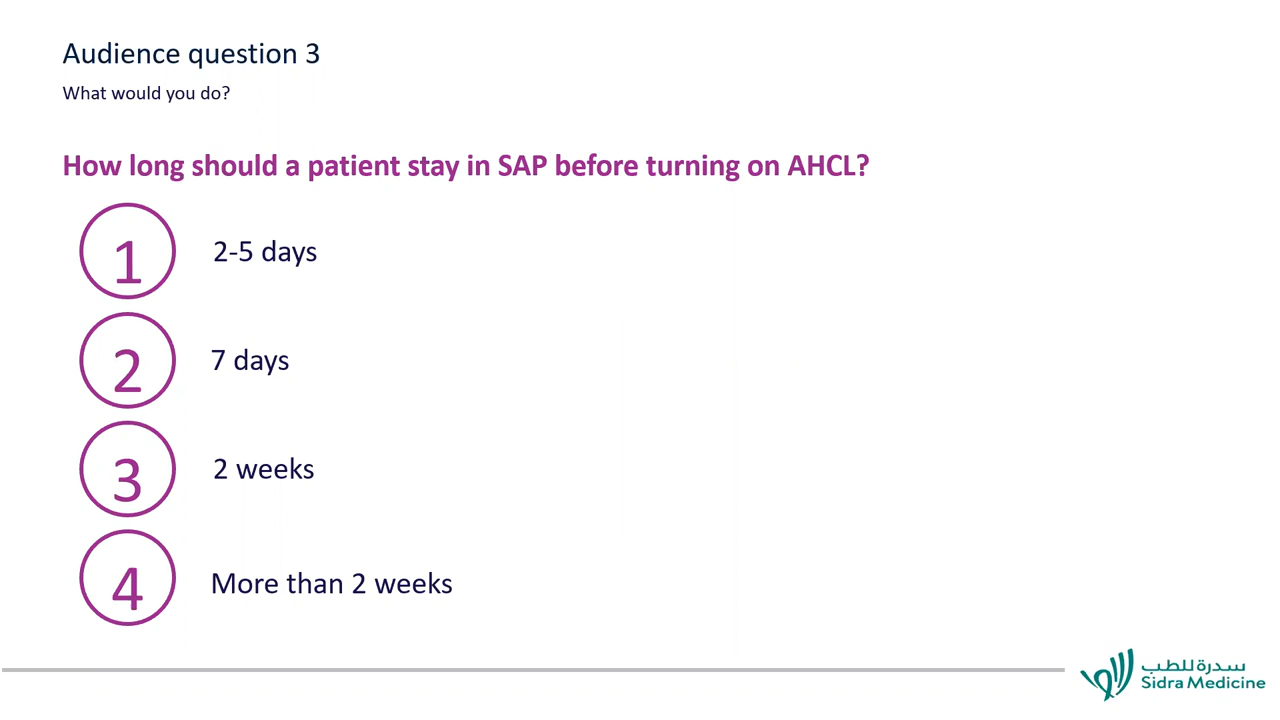 Audience question 3
What would you do?
How long should a patient stay in SAP before turning on AHCL?
1 2-5 days
2 7 days
3 2 weeks
4 More than 2 weeks
سدرة للطب
Sidra Medicine